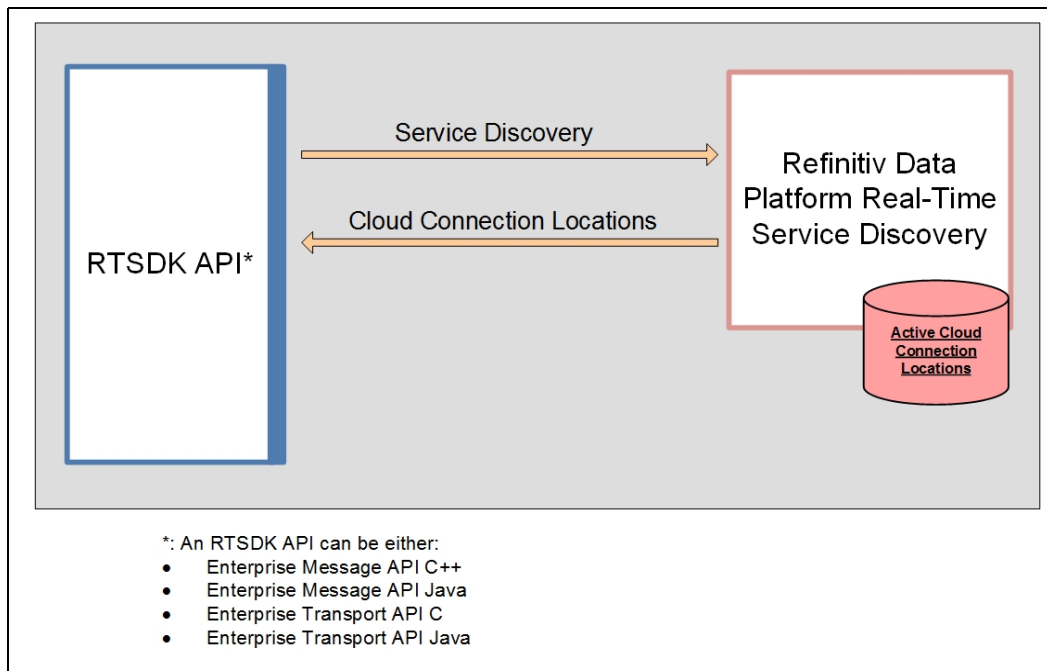 Service Discovery
Cloud Connection Locations
RTSDK API*
Refinitiv Data
Platform Real-Time
Service Discovery
Active Cloud
Connection
Locations
*: An RTSDK API can be either:
• Enterprise Message API C++
• Enterprise Message API Java
• Enterprise Transport API C
• Enterprise Transport API Java